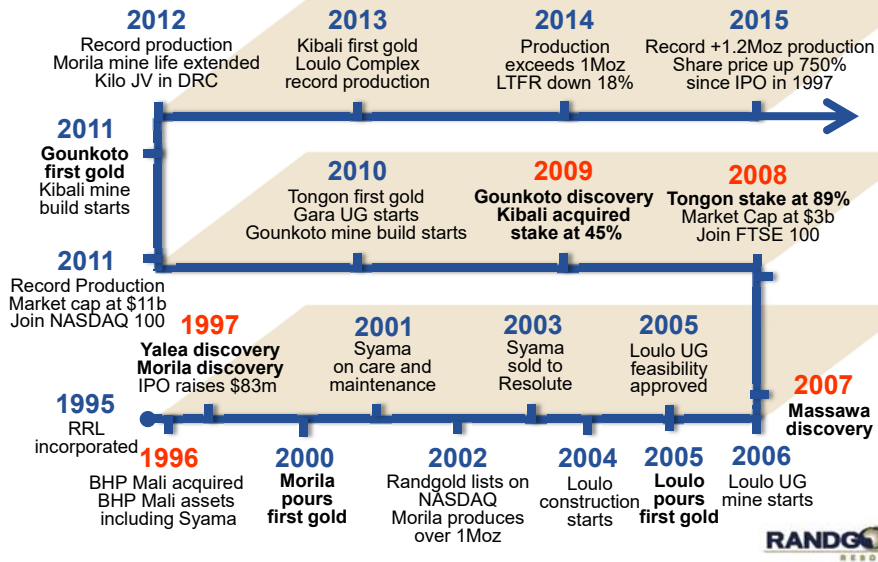 2012
Record production
Morila mine life extended
Kilo JV in DRC
2013
Kibali first gold
Loulo Complex
record production
2014
Production
exceeds 1Moz
LTFR down 18%
2015
Record +1.2Moz production
Share price up 750%
since IPO in 1997
2011
Gounkoto
first gold
Kibali mine
build starts
2010
Tongon first gold
Gara UG starts
Gounkoto mine build starts
2009
Gounkoto discovery
Kibali acquired
stake at 45%
2008
Tongon stake at 89%
Market Cap at $3b
Join FTSE 100
2011
Record Production
Market cap at $11b
Join NASDAQ 100
1997
Yalea discovery
Morila discovery
IPO raises $83m
2001
Syama
on care and
maintenance
2003
Syama
sold to
Resolute
2005
Loulo UG
feasibility
approved
2007
Massawa
discovery
1995
RRL
incorporated
1996
BHP Mali acquired
BHP Mali assets
including Syama
2000
Morila
pours
first gold
2002
Randgold lists on
NASDAQ
Morila produces
over 1Moz
2004
Loulo
construction
starts
2005
Loulo
pours
first gold
2006
Loulo UG
mine starts